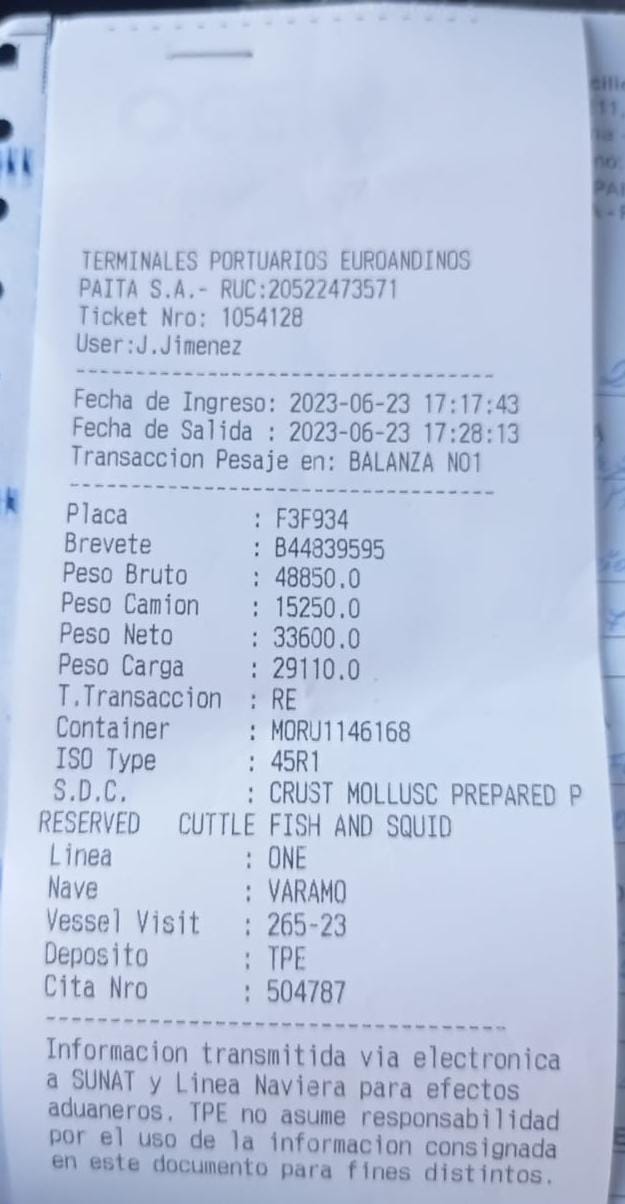 TERMINALES PORTUARIOS EUROANDINOS
PAITA S.A.- RUC:20522473571
Ticket Nro: 1054128
User:J.Jimenez
--------------------------------
Fecha de Ingreso: 2023-06-23 17:17:43
Fecha de Salida : 2023-06-23 17:28:13
Transaccion Pesaje en: BALANZA NO1
--------------------------------
Placa : F3F934
Brevete : B44839595
Peso Bruto : 48850.0
Peso Camion : 15250.0
Peso Neto : 33600.0
Peso Carga : 29110.0
T.Transaccion : RE
Container : MORU1146168
ISO Type : 45R1
S.D.C. : CRUST MOLLUSC PREPARED P
RESERVED CUTTLE FISH AND SQUID
Linea : ONE
Nave : VARAMO
Vessel Visit : 265-23
Deposito : TPE
Cita Nro : 504787
--------------------------------
Informacion transmitida via electronica
a SUNAT y Linea Naviera para efectos
aduaneros. TPE no asume responsabilidad
por el uso de la informacion consignada
en este documento para fines distintos.